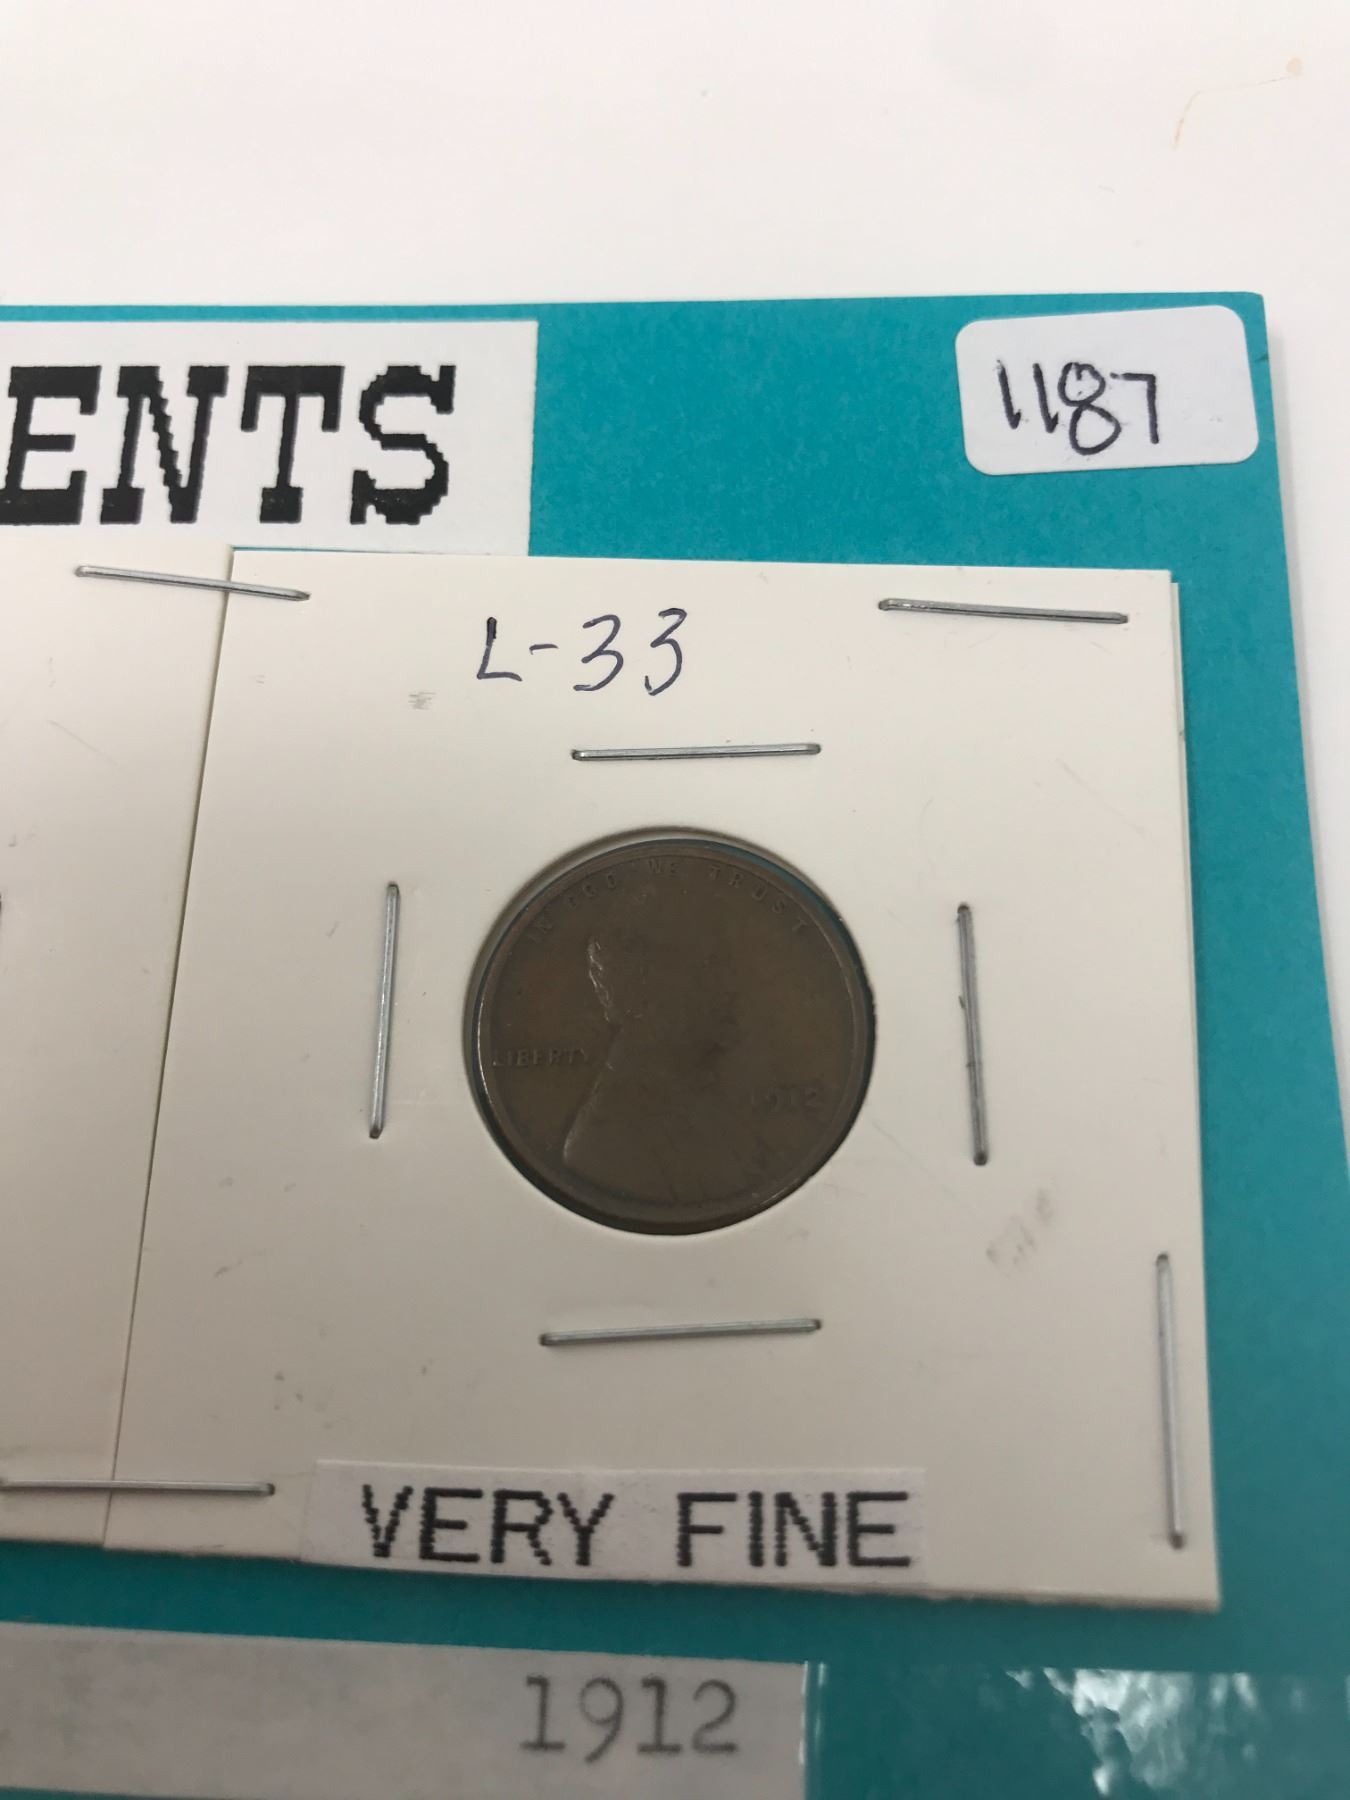 ENTS
1187
L-33
IN GOD WE TRUST
LIBERTY
1912
VERY FINE
1912